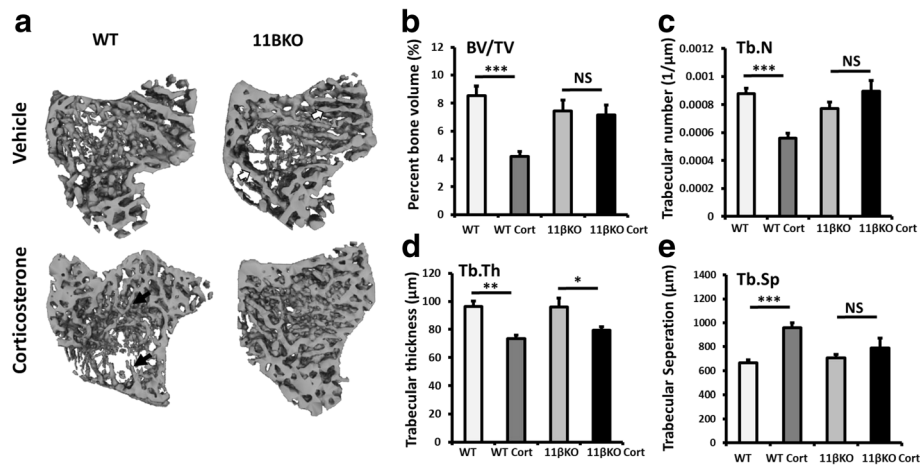 a
WT
11BKO
Vehicle
Corticosterone
b
BV/TV
Percent bone volume (%)
12
10
8
6
4
2
0
***
NS
WT
WT Cort
11βKO
11βKO Cort
c
Tb.N
Trabecular number (1/μm)
0.0012
0.001
0.0008
0.0006
0.0004
0.0002
0
***
NS
WT
WT Cort
11βKO
11βKO Cort
d
Tb.Th
Trabecular thickness (μm)
120
100
80
60
40
20
0
**
*
WT
WT Cort
11βKO
11βKO Cort
e
Tb.Sp
Trabecular Seperation (μm)
1400
1200
1000
800
600
400
200
0
***
NS
WT
WT Cort
11βKO
11βKO Cort